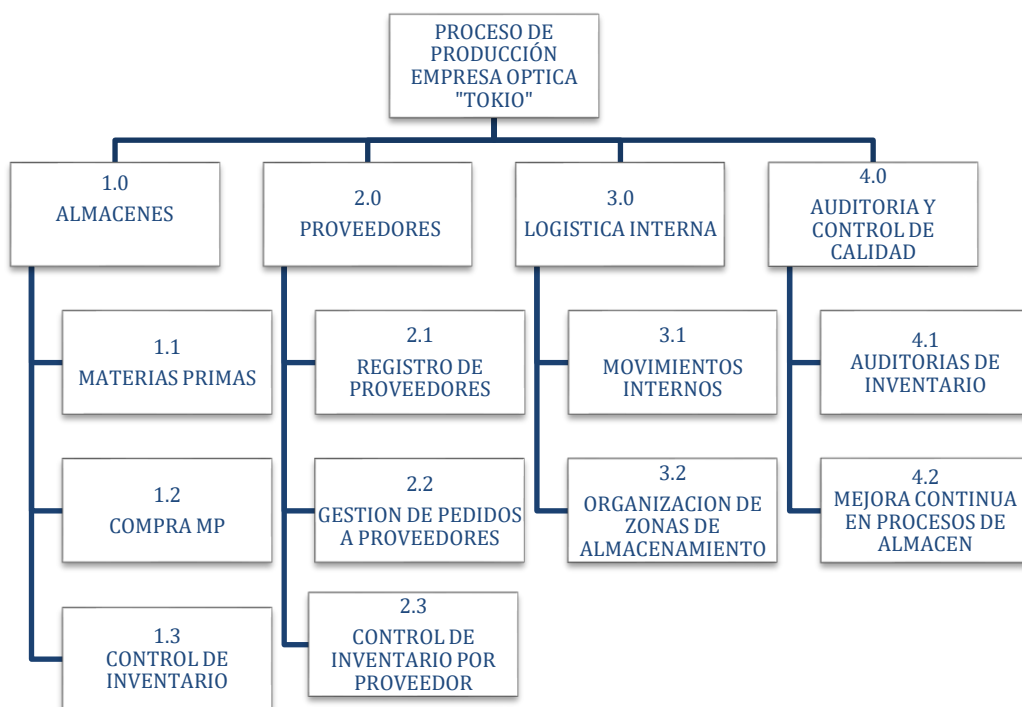 PROCESO DE
PRODUCCIÓN
EMPRESA OPTICA
"TOKIO"
1.0
ALMACENES
1.1
MATERIAS PRIMAS
1.2
COMPRA MP
1.3
CONTROL DE
INVENTARIO
2.0
PROVEEDORES
2.1
REGISTRO DE
PROVEEDORES
2.2
GESTION DE PEDIDOS
A PROVEEDORES
2.3
CONTROL DE
INVENTARIO POR
PROVEEDOR
3.0
LOGISTICA INTERNA
3.1
MOVIMIENTOS
INTERNOS
3.2
ORGANIZACION DE
ZONAS DE
ALMACENAMIENTO
4.0
AUDITORIA Y
CONTROL DE
CALIDAD
4.1
AUDITORIAS DE
INVENTARIO
4.2
MEJORA CONTINUA
EN PROCESOS DE
ALMACEN